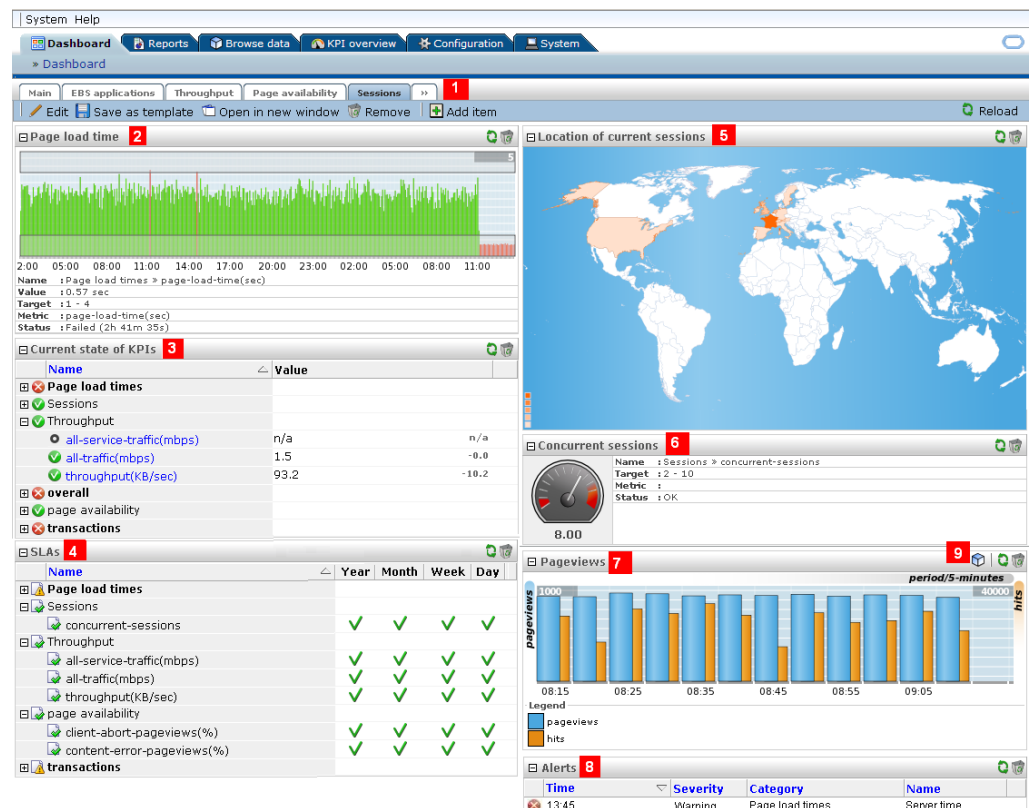 System Help
Dashboard Reports Browse data KPI overview Configuration System
» Dashboard
Main EBS applications Throughput Page availability Sessions » 1
Edit Save as template Open in new window Remove Add item Reload
Page load time 2
5
2:00 05:00 08:00 11:00 14:00 17:00 20:00 23:00 02:00 05:00 08:00 11:00
Name :Page load times » page-load-time(sec)
Value :0.57 sec
Target :1 - 4
Metric :page-load-time(sec)
Status :Failed (2h 41m 35s)
Current state of KPIs 3
Name Value
Page load times
Sessions
Throughput
all-service-traffic(mbps) n/a n/a
all-traffic(mbps) 1.5 -0.0
throughput(KB/sec) 93.2 -10.2
overall
page availability
transactions
SLAs 4
Name Year Month Week Day
Page load times
Sessions
concurrent-sessions
Throughput
all-service-traffic(mbps)
all-traffic(mbps)
throughput(KB/sec)
page availability
client-abort-pageviews(%)
content-error-pageviews(%)
transactions
Location of current sessions 5
Concurrent sessions 6
Name :Sessions » concurrent-sessions
Target :2 - 10
Metric :
Status :OK
8.00
Pageviews 7 9
period/5-minutes
pageviews 1000 40000 hits
08:15 08:25 08:35 08:45 08:55 09:05
Legend
pageviews
hits
Alerts 8
Time Severity Category Name
13:45 Warning Page load times Server time